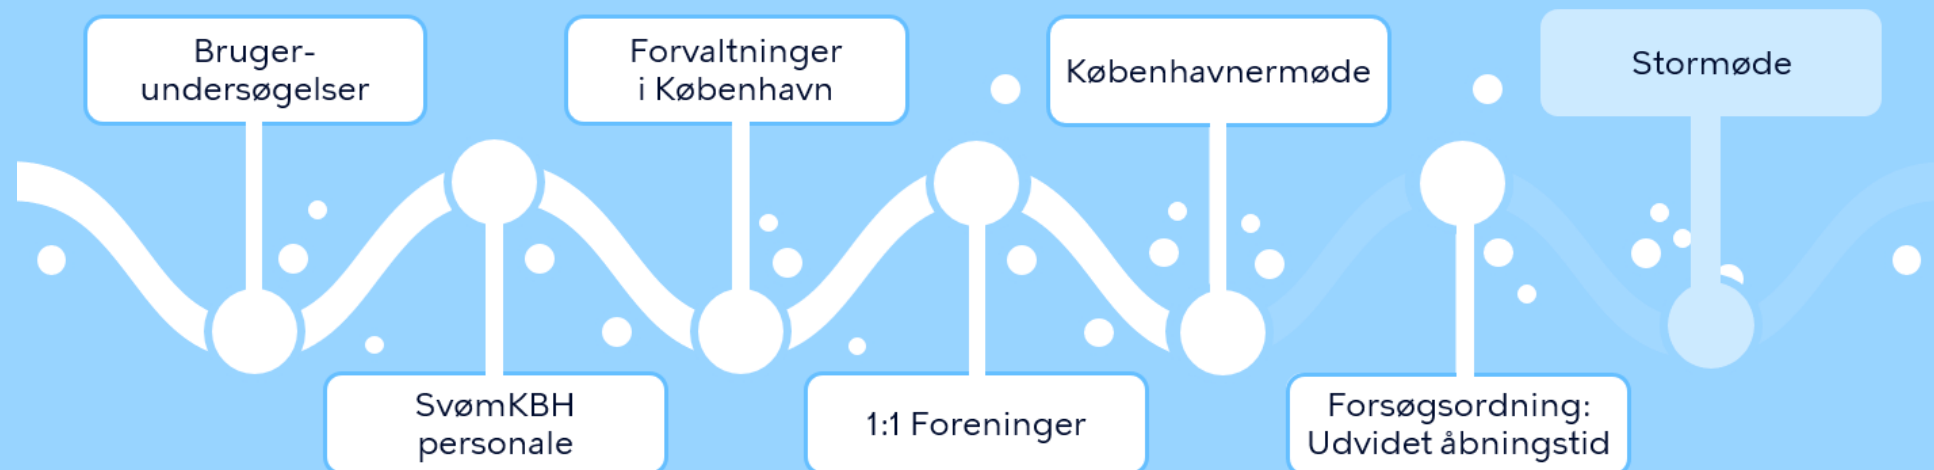 Bruger-
undersøgelser
SvømKBH
personale
Forvaltninger
i København
1:1 Foreninger
Københavnermøde
Forsøgsordning:
Udvidet åbningstid
Stormøde